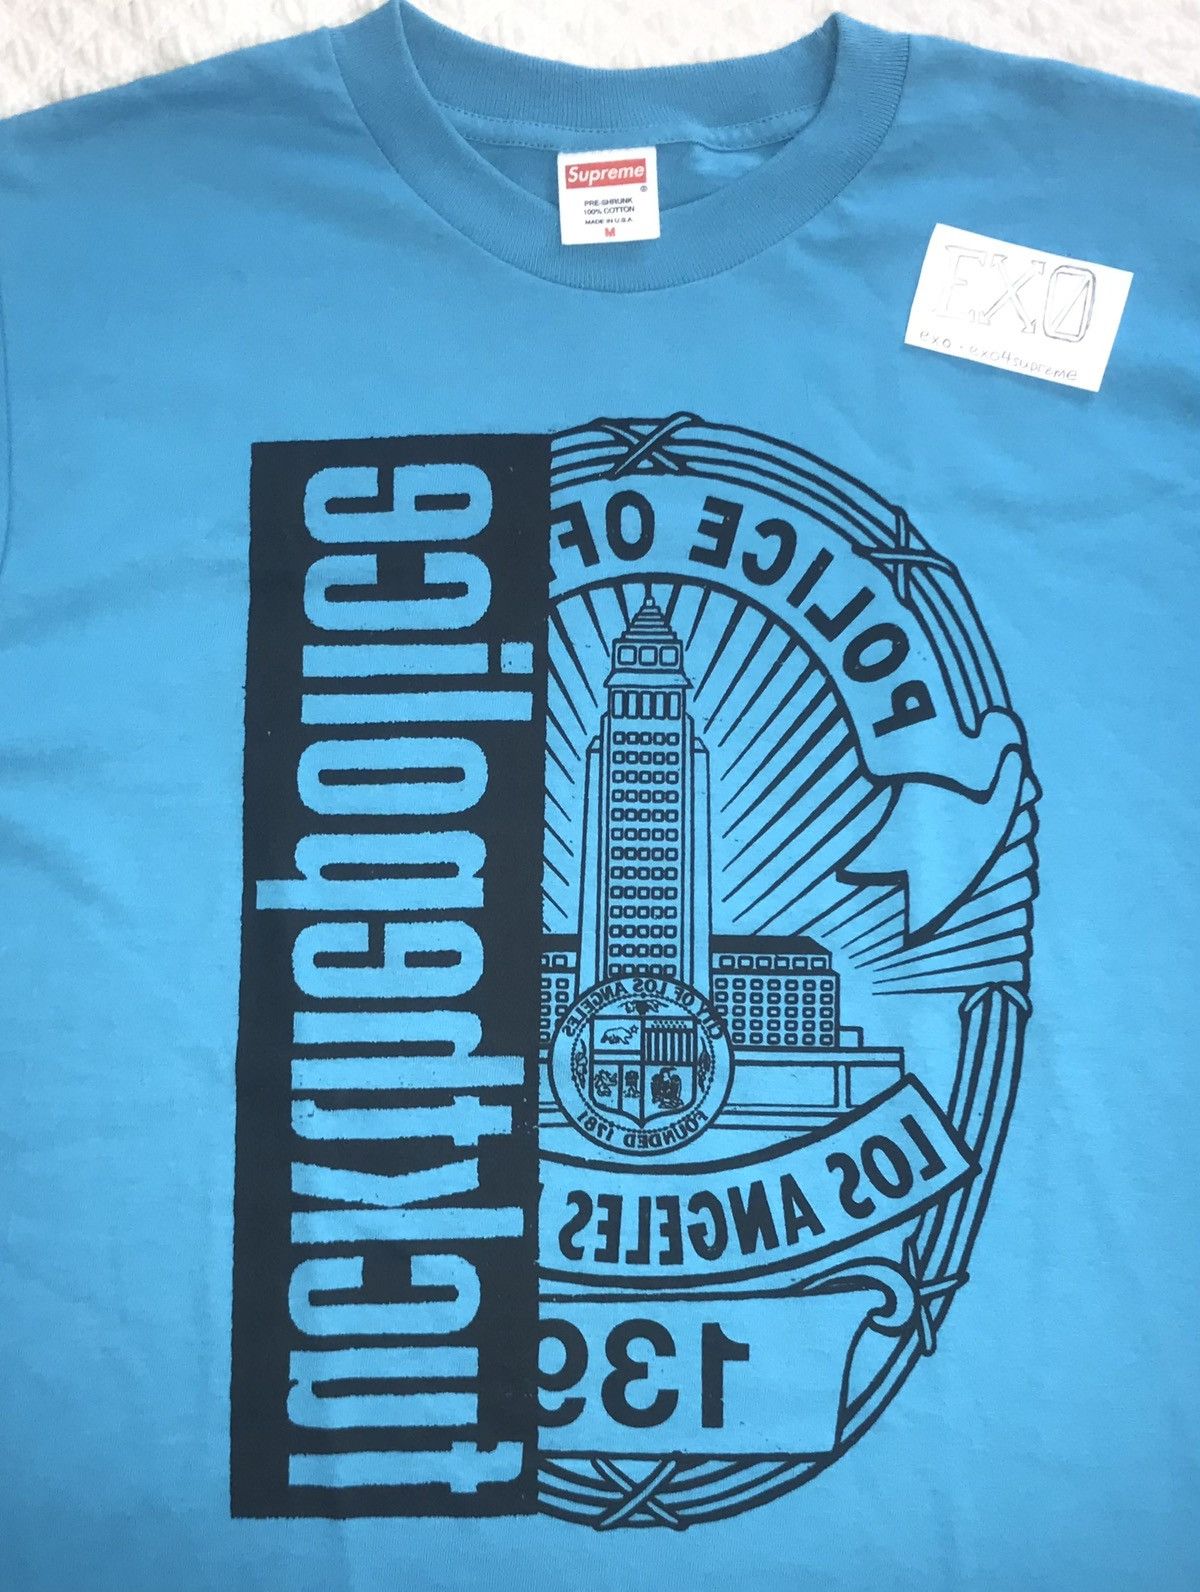 Supreme
®
PRE-SHRUNK
100% COTTON
MADE IN U.S.A
M
EXO
exo · exo4supreme
fuckthepolice
POLICE OF
CITY OF LOS ANGELES
FOUNDED 1781
LOS ANGELES
139